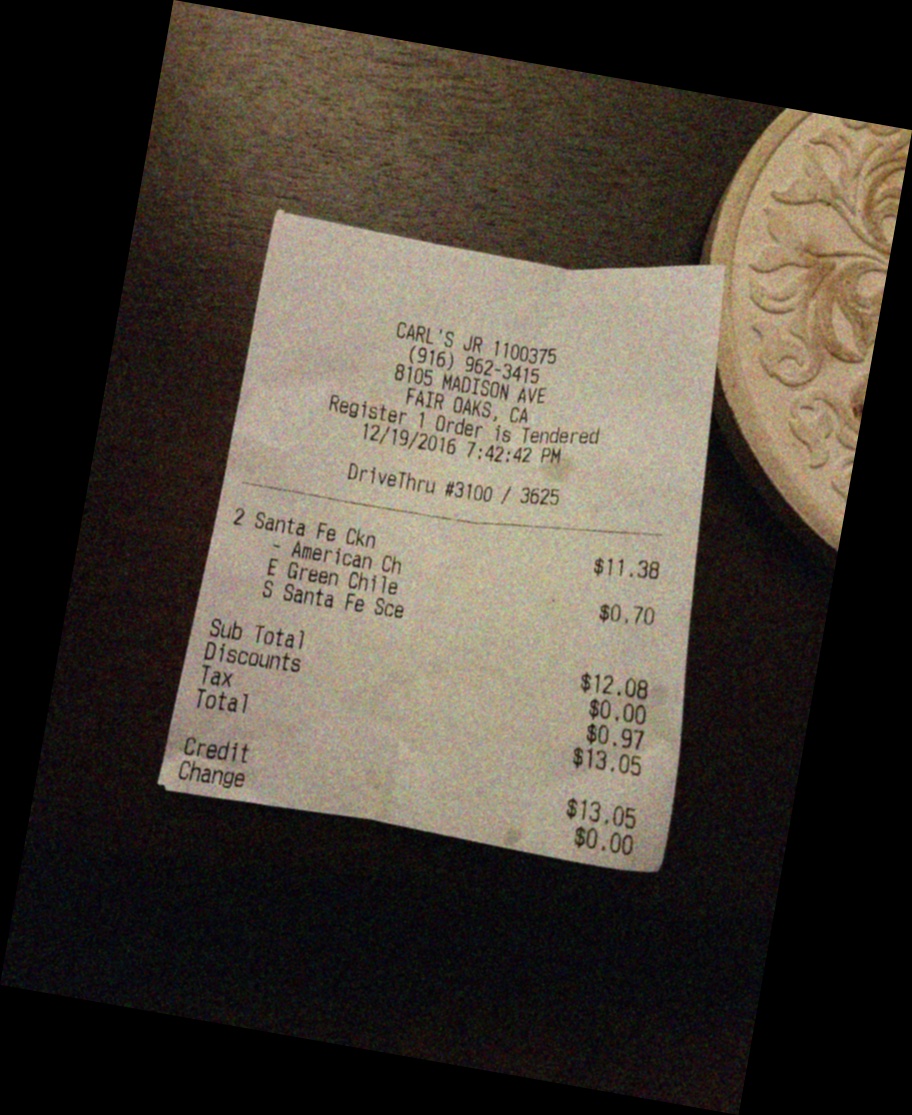 CARL'S JR 1100375
(916) 962-3415
8105 MADISON AVE
FAIR OAKS, CA
Register 1 Order is Tendered
12/19/2016 7:42:42 PM
DriveThru #3100 / 3625
2 Santa Fe Ckn $11.38
- American Ch
E Green Chile $0.70
S Santa Fe Sce
Sub Total $12.08
Discounts $0.00
Tax $0.97
Total $13.05
Credit $13.05
Change $0.00